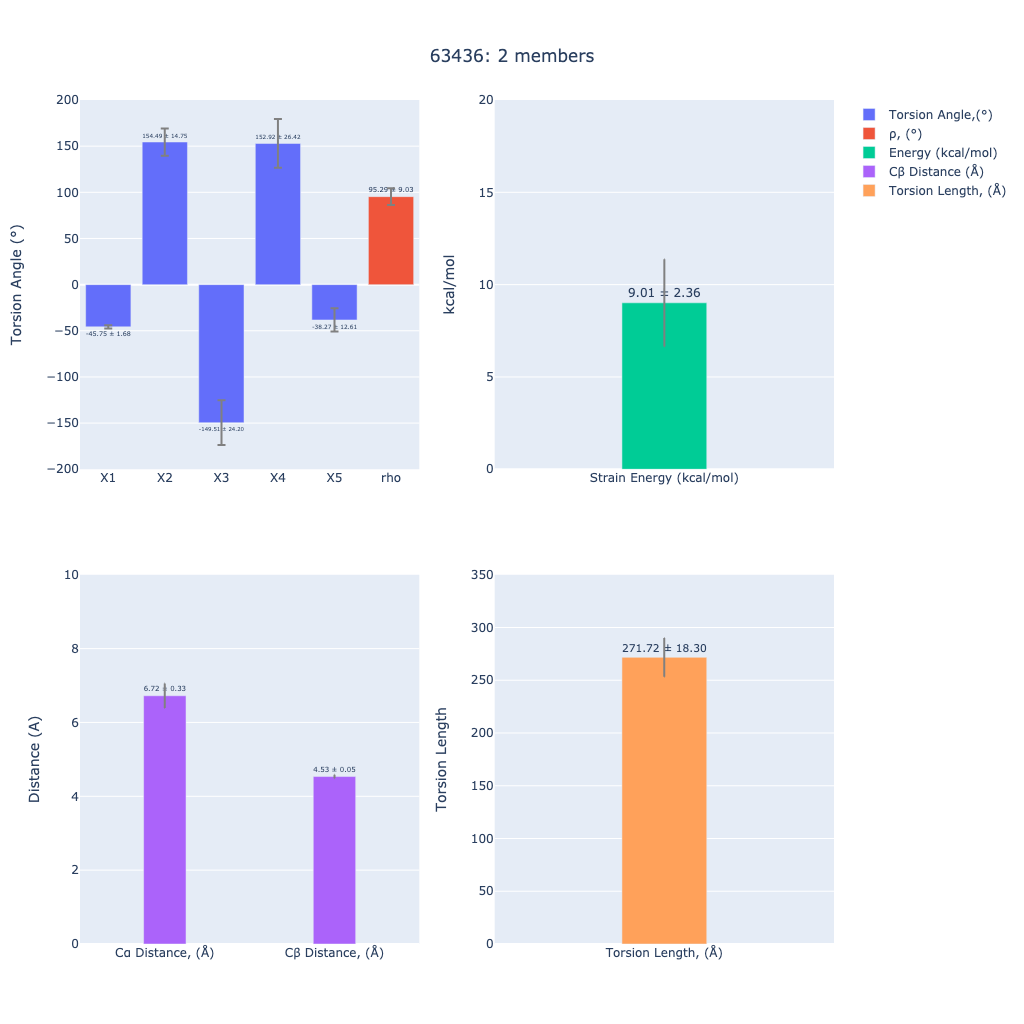 63436: 2 members
Torsion Angle (°)
200
150
100
50
0
−50
−100
−150
−200
-45.75 ± 1.68
154.49 ± 14.75
-149.51 ± 24.20
152.92 ± 26.42
-38.27 ± 12.61
95.29 ± 9.03
X1 X2 X3 X4 X5 rho
kcal/mol
20
15
10
5
0
9.01 ± 2.36
Strain Energy (kcal/mol)
Torsion Angle,(°)
ρ, (°)
Energy (kcal/mol)
Cβ Distance (Å)
Torsion Length, (Å)
Distance (A)
10
8
6
4
2
0
6.72 ± 0.33
4.53 ± 0.05
Cα Distance, (Å) Cβ Distance, (Å)
Torsion Length
350
300
250
200
150
100
50
0
271.72 ± 18.30
Torsion Length, (Å)